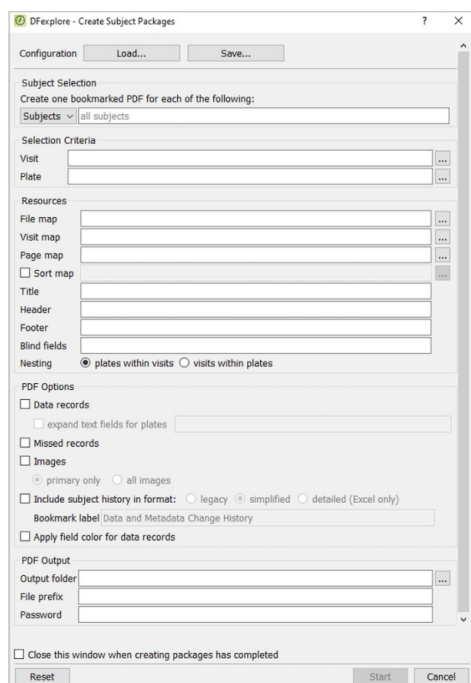 DFexplore - Create Subject Packages ? ×
Configuration Load... Save...
Subject Selection
Create one bookmarked PDF for each of the following:
Subjects all subjects
Selection Criteria
Visit ...
Plate ...
Resources
File map ...
Visit map ...
Page map ...
Sort map ...
Title
Header
Footer
Blind fields
Nesting plates within visits visits within plates
PDF Options
Data records
expand text fields for plates
Missed records
Images
primary only all images
Include subject history in format: legacy simplified detailed (Excel only)
Bookmark label Data and Metadata Change History
Apply field color for data records
PDF Output
Output folder ...
File prefix
Password
Close this window when creating packages has completed
Reset Start Cancel